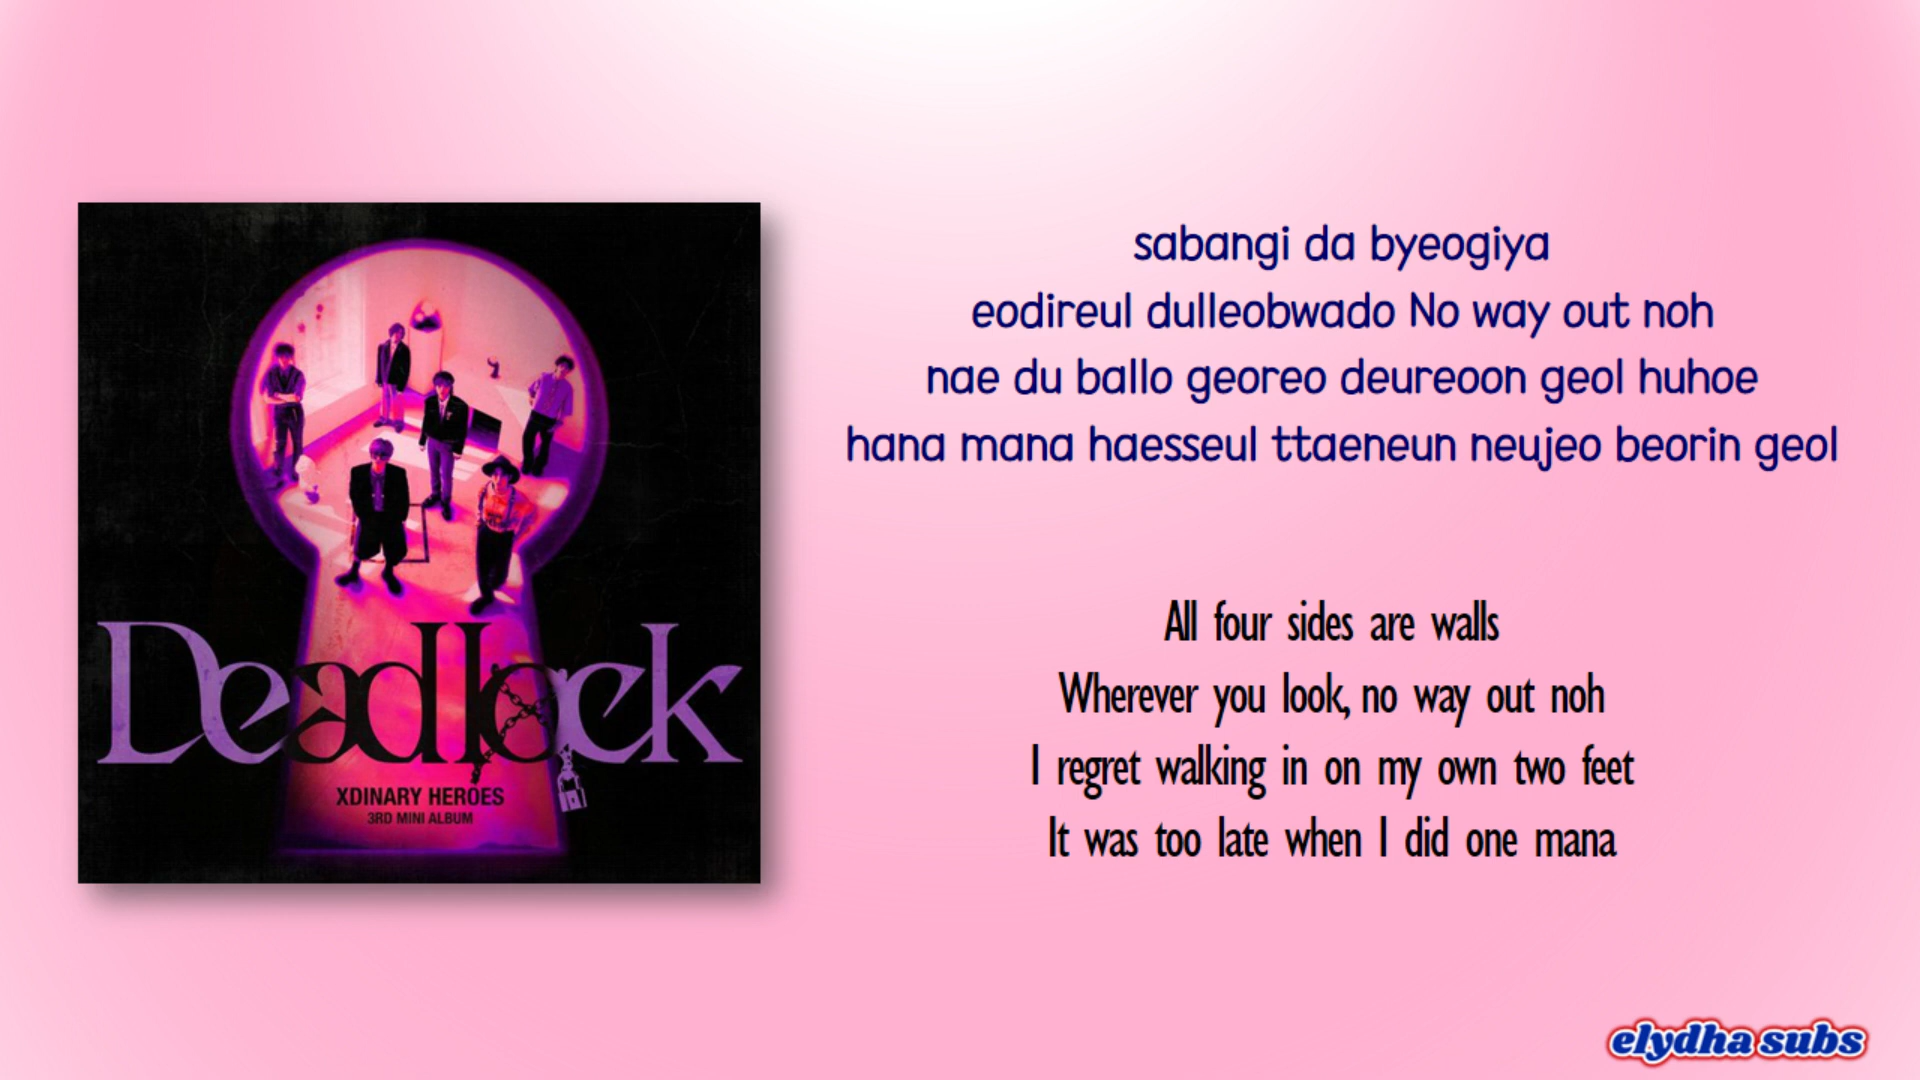 Deadlock
XDINARY HEROES
3RD MINI ALBUM
sabangi da byeogiya
eodireul dulleobwado No way out noh
nae du ballo georeo deureoon geol huhoe
hana mana haesseul ttaeneun neujeo beorin geol
All four sides are walls
Wherever you look, no way out noh
I regret walking in on my own two feet
It was too late when I did one mana
elydha subs